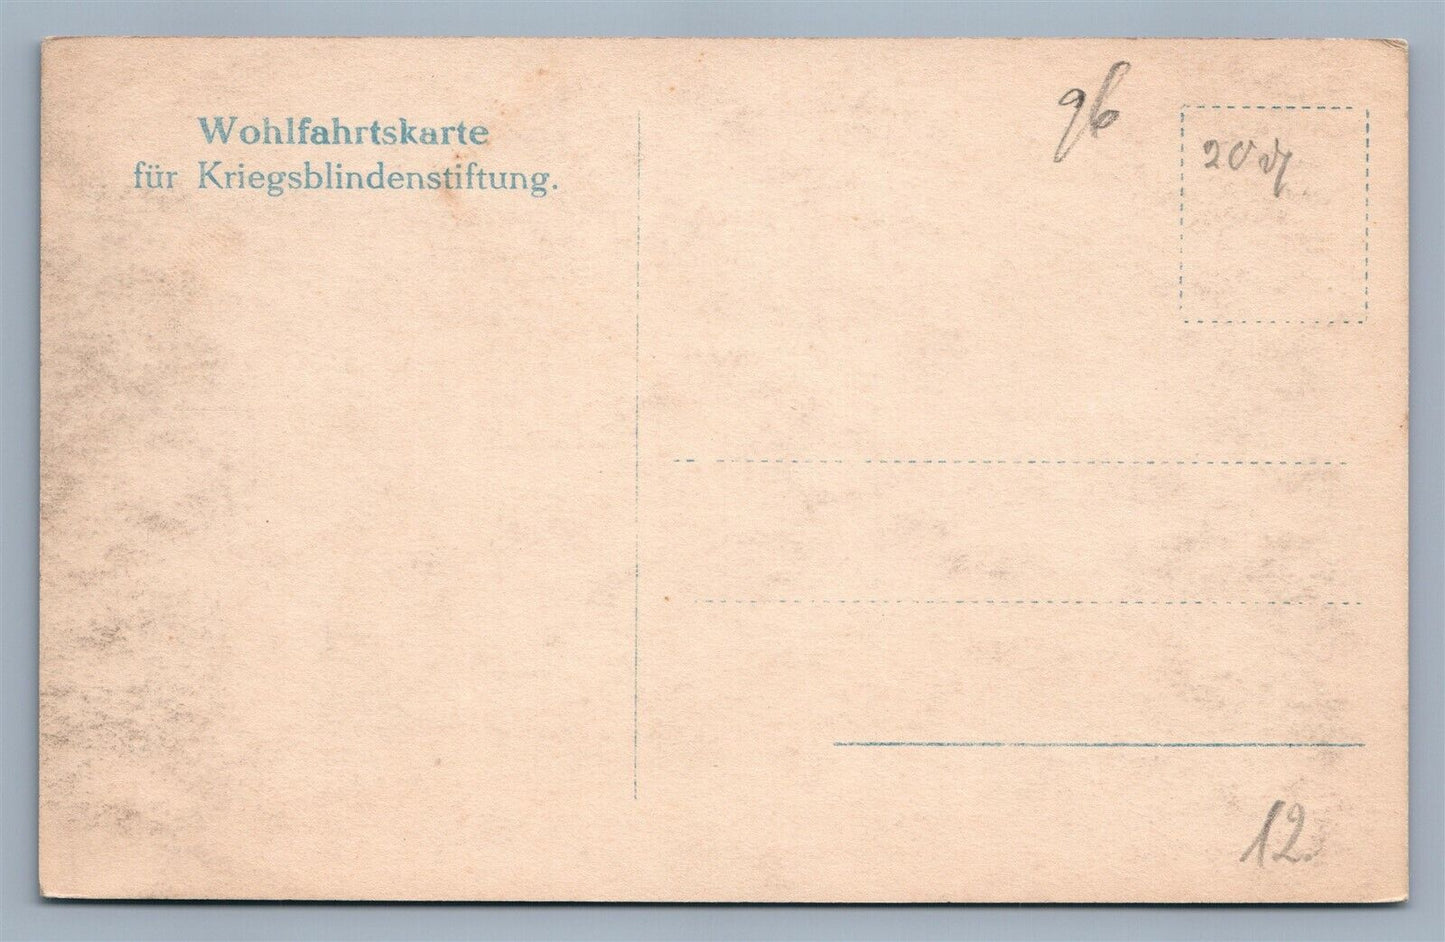 Wohlfahrtskarte
für Kriegsblindenstiftung.
96
20 ₰
12.